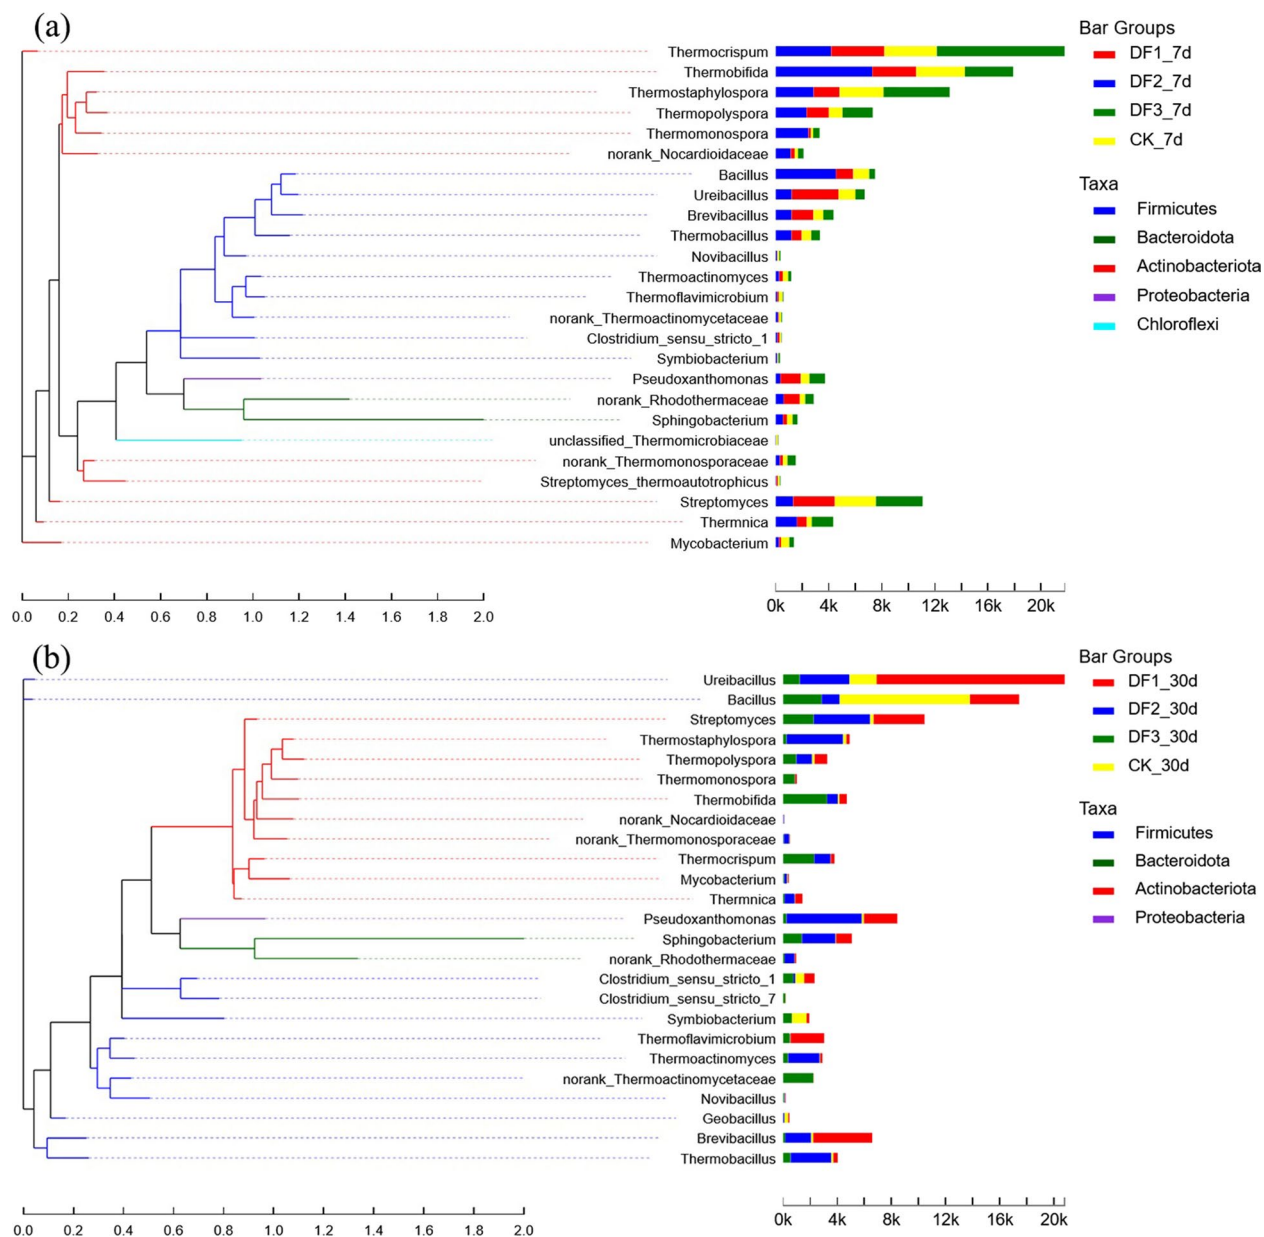 (a)
Thermocrispum
Thermobifida
Thermostaphylospora
Thermopolyspora
Thermomonospora
norank_Nocardioidaceae
Bacillus
Ureibacillus
Brevibacillus
Thermobacillus
Novibacillus
Thermoactinomyces
Thermoflavimicrobium
norank_Thermoactinomycetaceae
Clostridium_sensu_stricto_1
Symbiobacterium
Pseudoxanthomonas
norank_Rhodothermaceae
Sphingobacterium
unclassified_Thermomicrobiaceae
norank_Thermomonosporaceae
Streptomyces_thermoautotrophicus
Streptomyces
Thermnica
Mycobacterium
0.0 0.2 0.4 0.6 0.8 1.0 1.2 1.4 1.6 1.8 2.0
0k 4k 8k 12k 16k 20k
Bar Groups
DF1_7d
DF2_7d
DF3_7d
CK_7d
Taxa
Firmicutes
Bacteroidota
Actinobacteriota
Proteobacteria
Chloroflexi
(b)
Ureibacillus
Bacillus
Streptomyces
Thermostaphylospora
Thermopolyspora
Thermomonospora
Thermobifida
norank_Nocardioidaceae
norank_Thermomonosporaceae
Thermocrispum
Mycobacterium
Thermnica
Pseudoxanthomonas
Sphingobacterium
norank_Rhodothermaceae
Clostridium_sensu_stricto_1
Clostridium_sensu_stricto_7
Symbiobacterium
Thermoflavimicrobium
Thermoactinomyces
norank_Thermoactinomycetaceae
Novibacillus
Geobacillus
Brevibacillus
Thermobacillus
0.0 0.2 0.4 0.6 0.8 1.0 1.2 1.4 1.6 1.8 2.0
0k 4k 8k 12k 16k 20k
Bar Groups
DF1_30d
DF2_30d
DF3_30d
CK_30d
Taxa
Firmicutes
Bacteroidota
Actinobacteriota
Proteobacteria